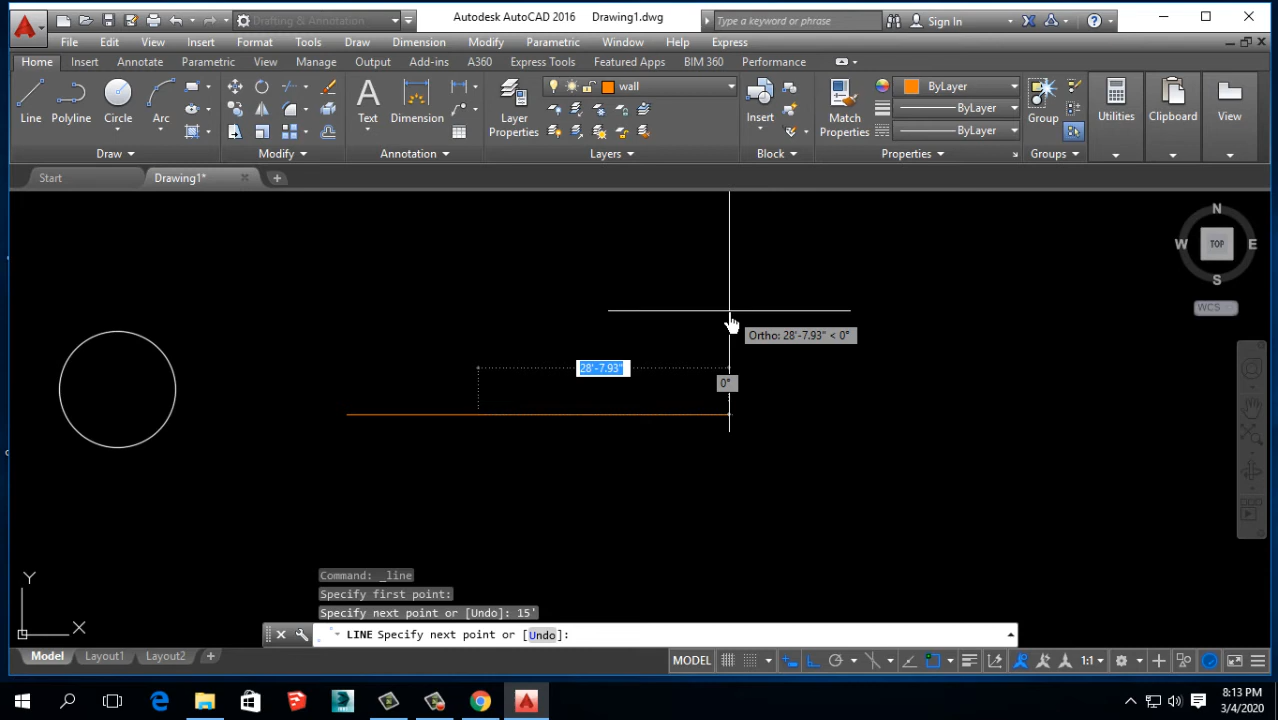 Drafting & Annotation
Autodesk AutoCAD 2016 Drawing1.dwg
Type a keyword or phrase
Sign In
File Edit View Insert Format Tools Draw Dimension Modify Parametric Window Help Express
Home Insert Annotate Parametric View Manage Output Add-ins A360 Express Tools Featured Apps BIM 360 Performance
wall
ByLayer
ByLayer
ByLayer
Line Polyline Circle Arc
Text Dimension
Layer Properties
Insert
Match Properties
Group
Utilities
Clipboard
View
Draw Modify Annotation Layers Block Properties Groups
Start Drawing1*
N
W TOP E
S
WCS
Ortho: 28'-7.93" < 0°
28'-7.93"
0°
Command: _line
Specify first point:
Specify next point or [Undo]: 15'
Y
X
LINE Specify next point or [Undo]:
Model Layout1 Layout2
MODEL
1:1
8:13 PM
3/4/2020